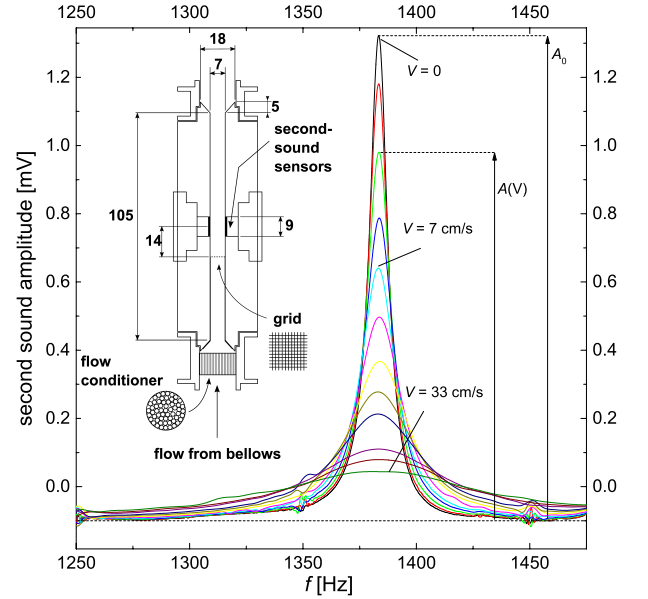 1250 1300 1350 1400 1450
1.2
1.0
0.8
0.6
0.4
0.2
0.0
second sound amplitude [mV]
18
7
5
second-
sound
sensors
105
14
9
grid
flow
conditioner
flow from bellows
V = 0
A0
A(V)
V = 7 cm/s
V = 33 cm/s
1.2
1.0
0.8
0.6
0.4
0.2
0.0
1250 1300 1350 1400 1450
f [Hz]